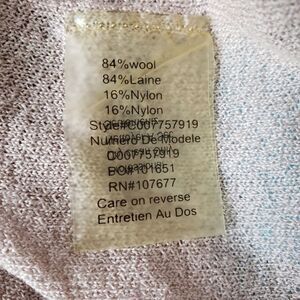 84%wool
84%Laine
16%Nylon
16%Nylon
Style#C007757919
Numero De Modele
C007757919
PO#101651
RN#107677
Care on reverse
Entretien Au Dos